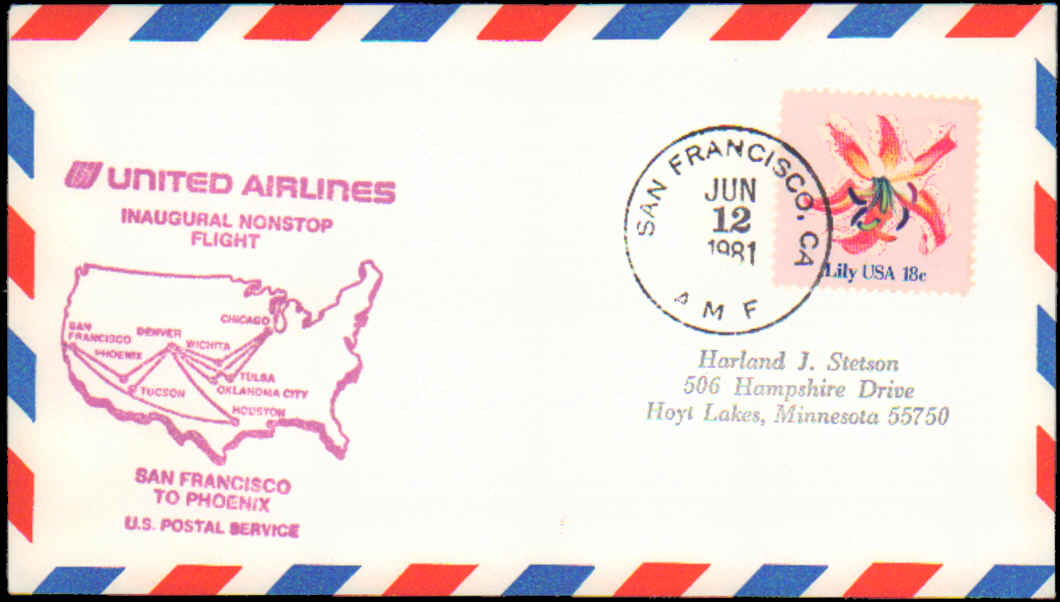 UNITED AIRLINES
INAUGURAL NONSTOP
FLIGHT
CHICAGO
SAN
FRANCISCO
DENVER
WICHITA
PHOENIX
TULSA
TUCSON
OKLAHOMA CITY
HOUSTON
SAN FRANCISCO
TO PHOENIX
U.S. POSTAL SERVICE
SAN FRANCISCO, CA
JUN
12
1981
AMF
Lily USA 18c
Harland J. Stetson
506 Hampshire Drive
Hoyt Lakes, Minnesota 55750